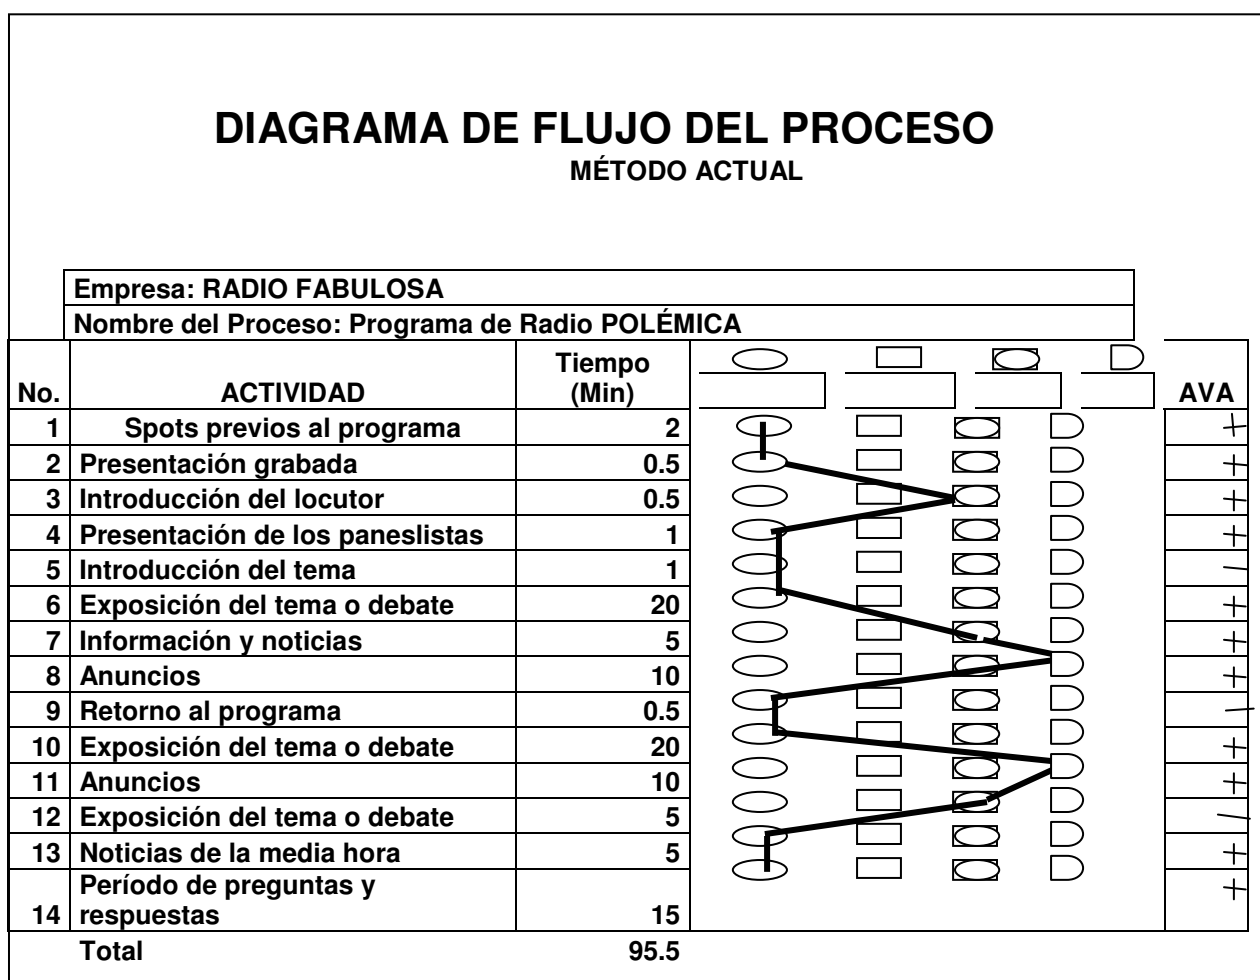 DIAGRAMA DE FLUJO DEL PROCESO
MÉTODO ACTUAL
Empresa: RADIO FABULOSA
Nombre del Proceso: Programa de Radio POLÉMICA
No. ACTIVIDAD Tiempo (Min) AVA
1 Spots previos al programa 2 +
2 Presentación grabada 0.5 +
3 Introducción del locutor 0.5 +
4 Presentación de los paneslistas 1 +
5 Introducción del tema 1 -
6 Exposición del tema o debate 20 +
7 Información y noticias 5 +
8 Anuncios 10 +
9 Retorno al programa 0.5 -
10 Exposición del tema o debate 20 +
11 Anuncios 10 +
12 Exposición del tema o debate 5 -
13 Noticias de la media hora 5 +
14 Período de preguntas y respuestas 15 +
Total 95.5